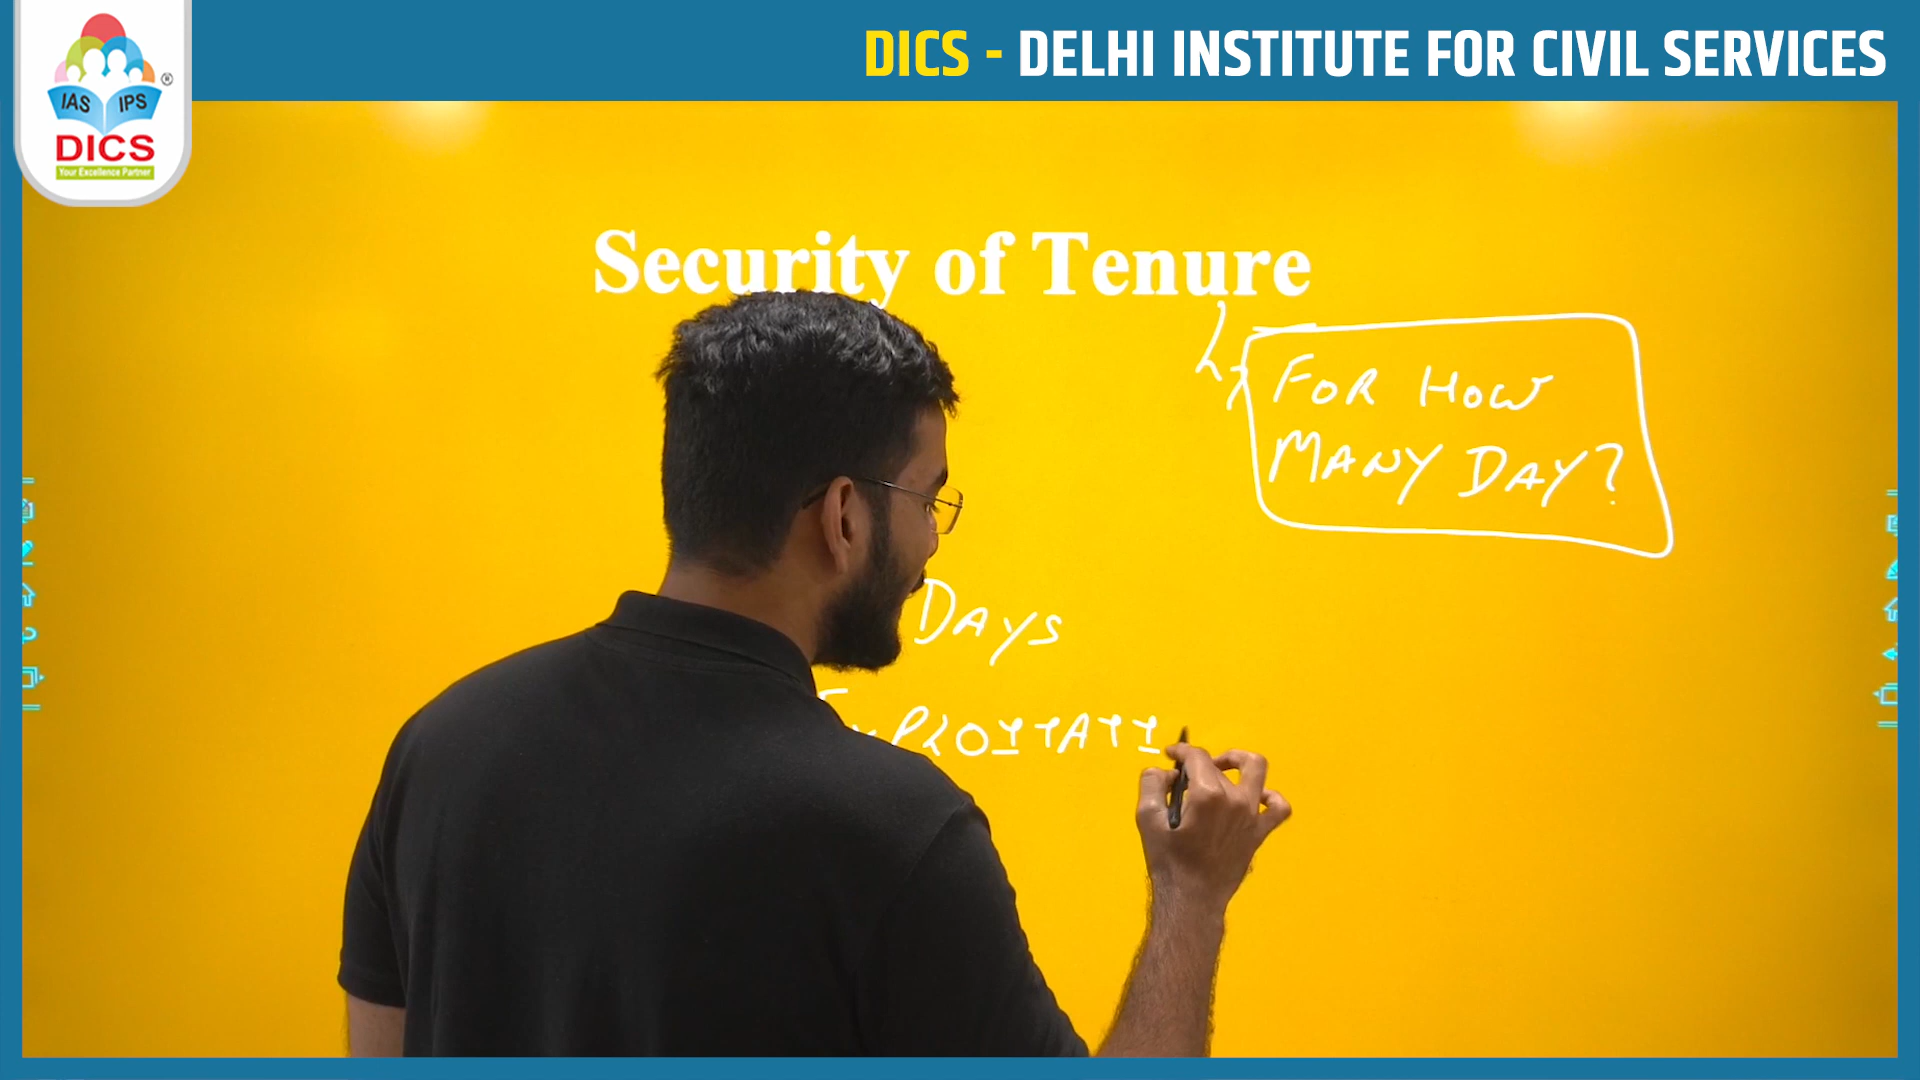 DICS - DELHI INSTITUTE FOR CIVIL SERVICES
IAS IPS
DICS
Your Excellence Partner
Security of Tenure
FOR HOW
MANY DAY?
DAYS